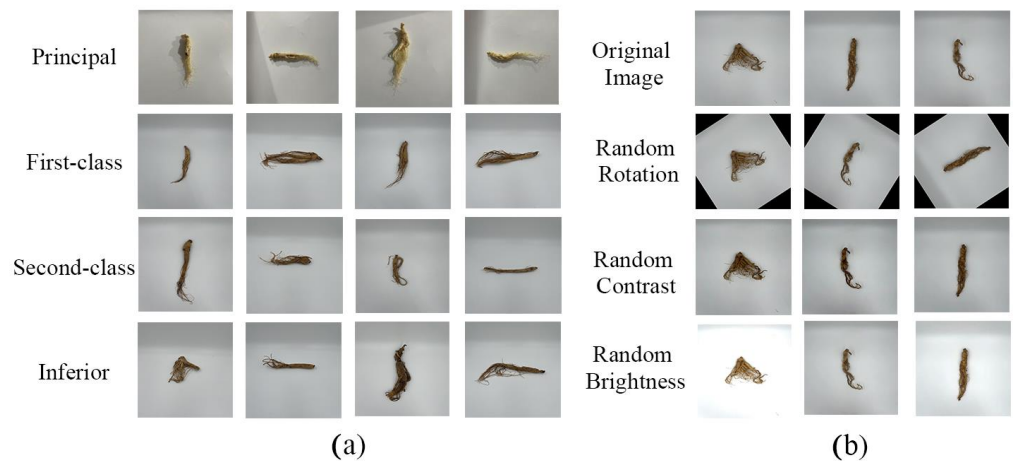 Principal
First-class
Second-class
Inferior
(a)
Original
Image
Random
Rotation
Random
Contrast
Random
Brightness
(b)